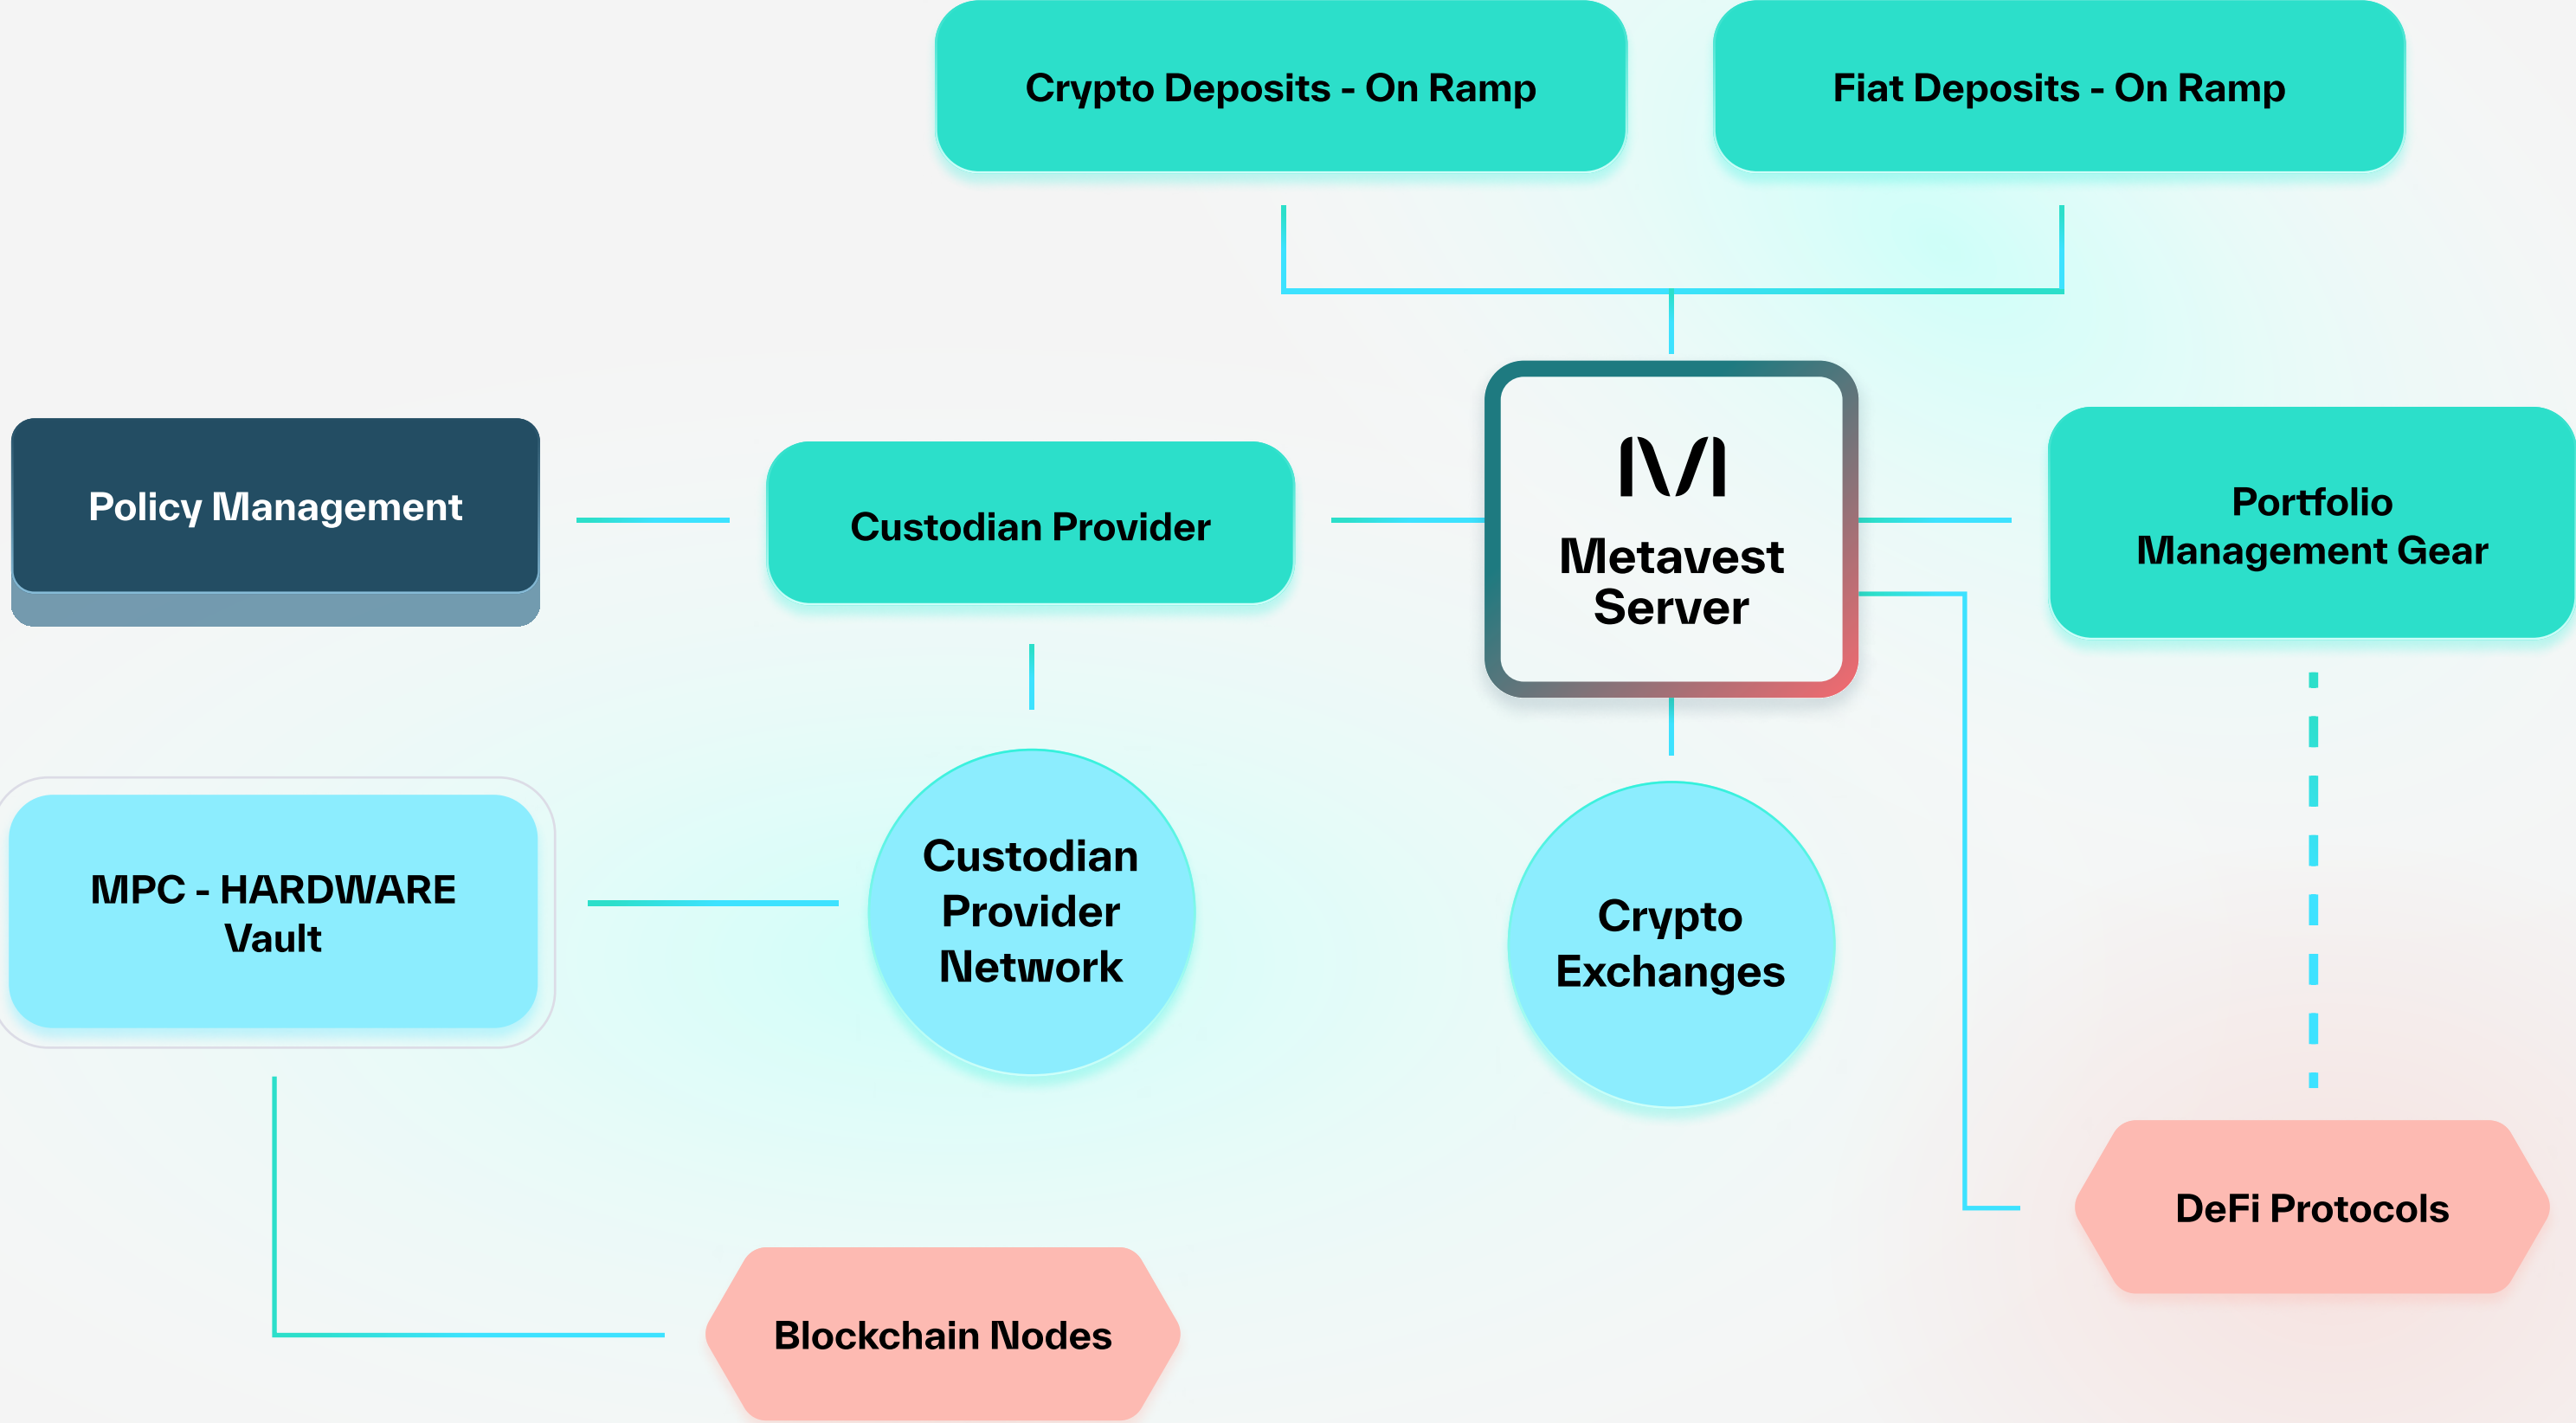 Crypto Deposits - On Ramp
Fiat Deposits - On Ramp
Policy Management
Custodian Provider
Metavest
Server
Portfolio
Management Gear
MPC - HARDWARE
Vault
Custodian
Provider
Network
Crypto
Exchanges
DeFi Protocols
Blockchain Nodes